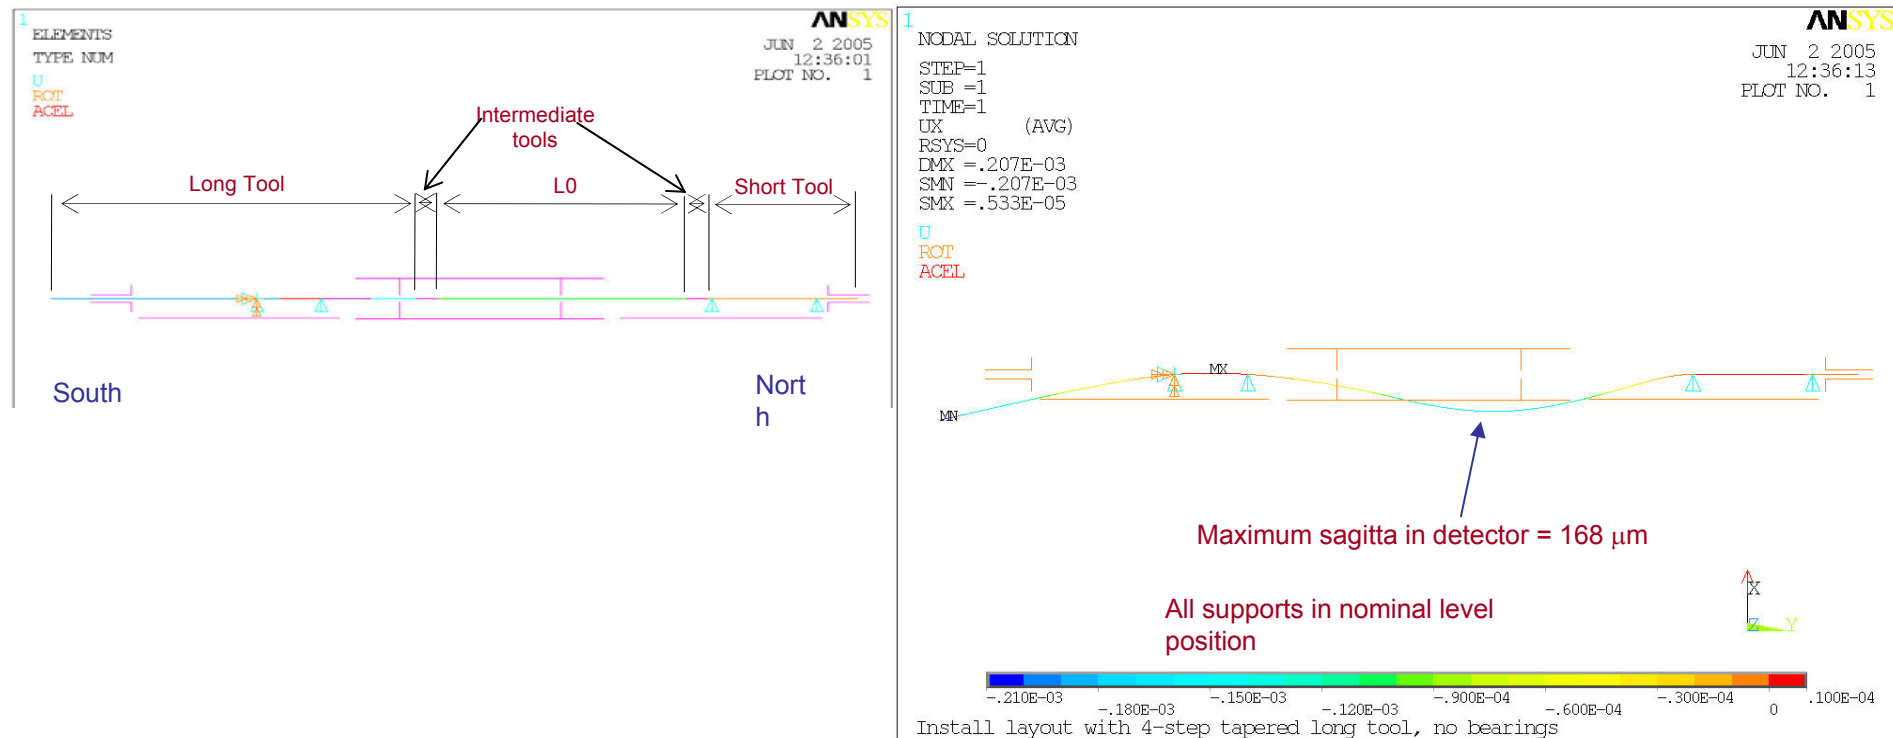 1
ANSYS
ELEMENTS
TYPE NUM
U
ROT
ACEL
JUN 2 2005
12:36:01
PLOT NO. 1
Intermediate
tools
Long Tool
L0
Short Tool
South
Nort
h
1
ANSYS
NODAL SOLUTION
STEP=1
SUB =1
TIME=1
UX (AVG)
RSYS=0
DMX =.207E-03
SMN =-.207E-03
SMX =.533E-05
U
ROT
ACEL
JUN 2 2005
12:36:13
PLOT NO. 1
MX
MN
Maximum sagitta in detector = 168 μm
All supports in nominal level
position
X
Z Y
-.210E-03 -.150E-03 -.900E-04 -.300E-04 .100E-04
-.180E-03 -.120E-03 -.600E-04 0
Install layout with 4-step tapered long tool, no bearings